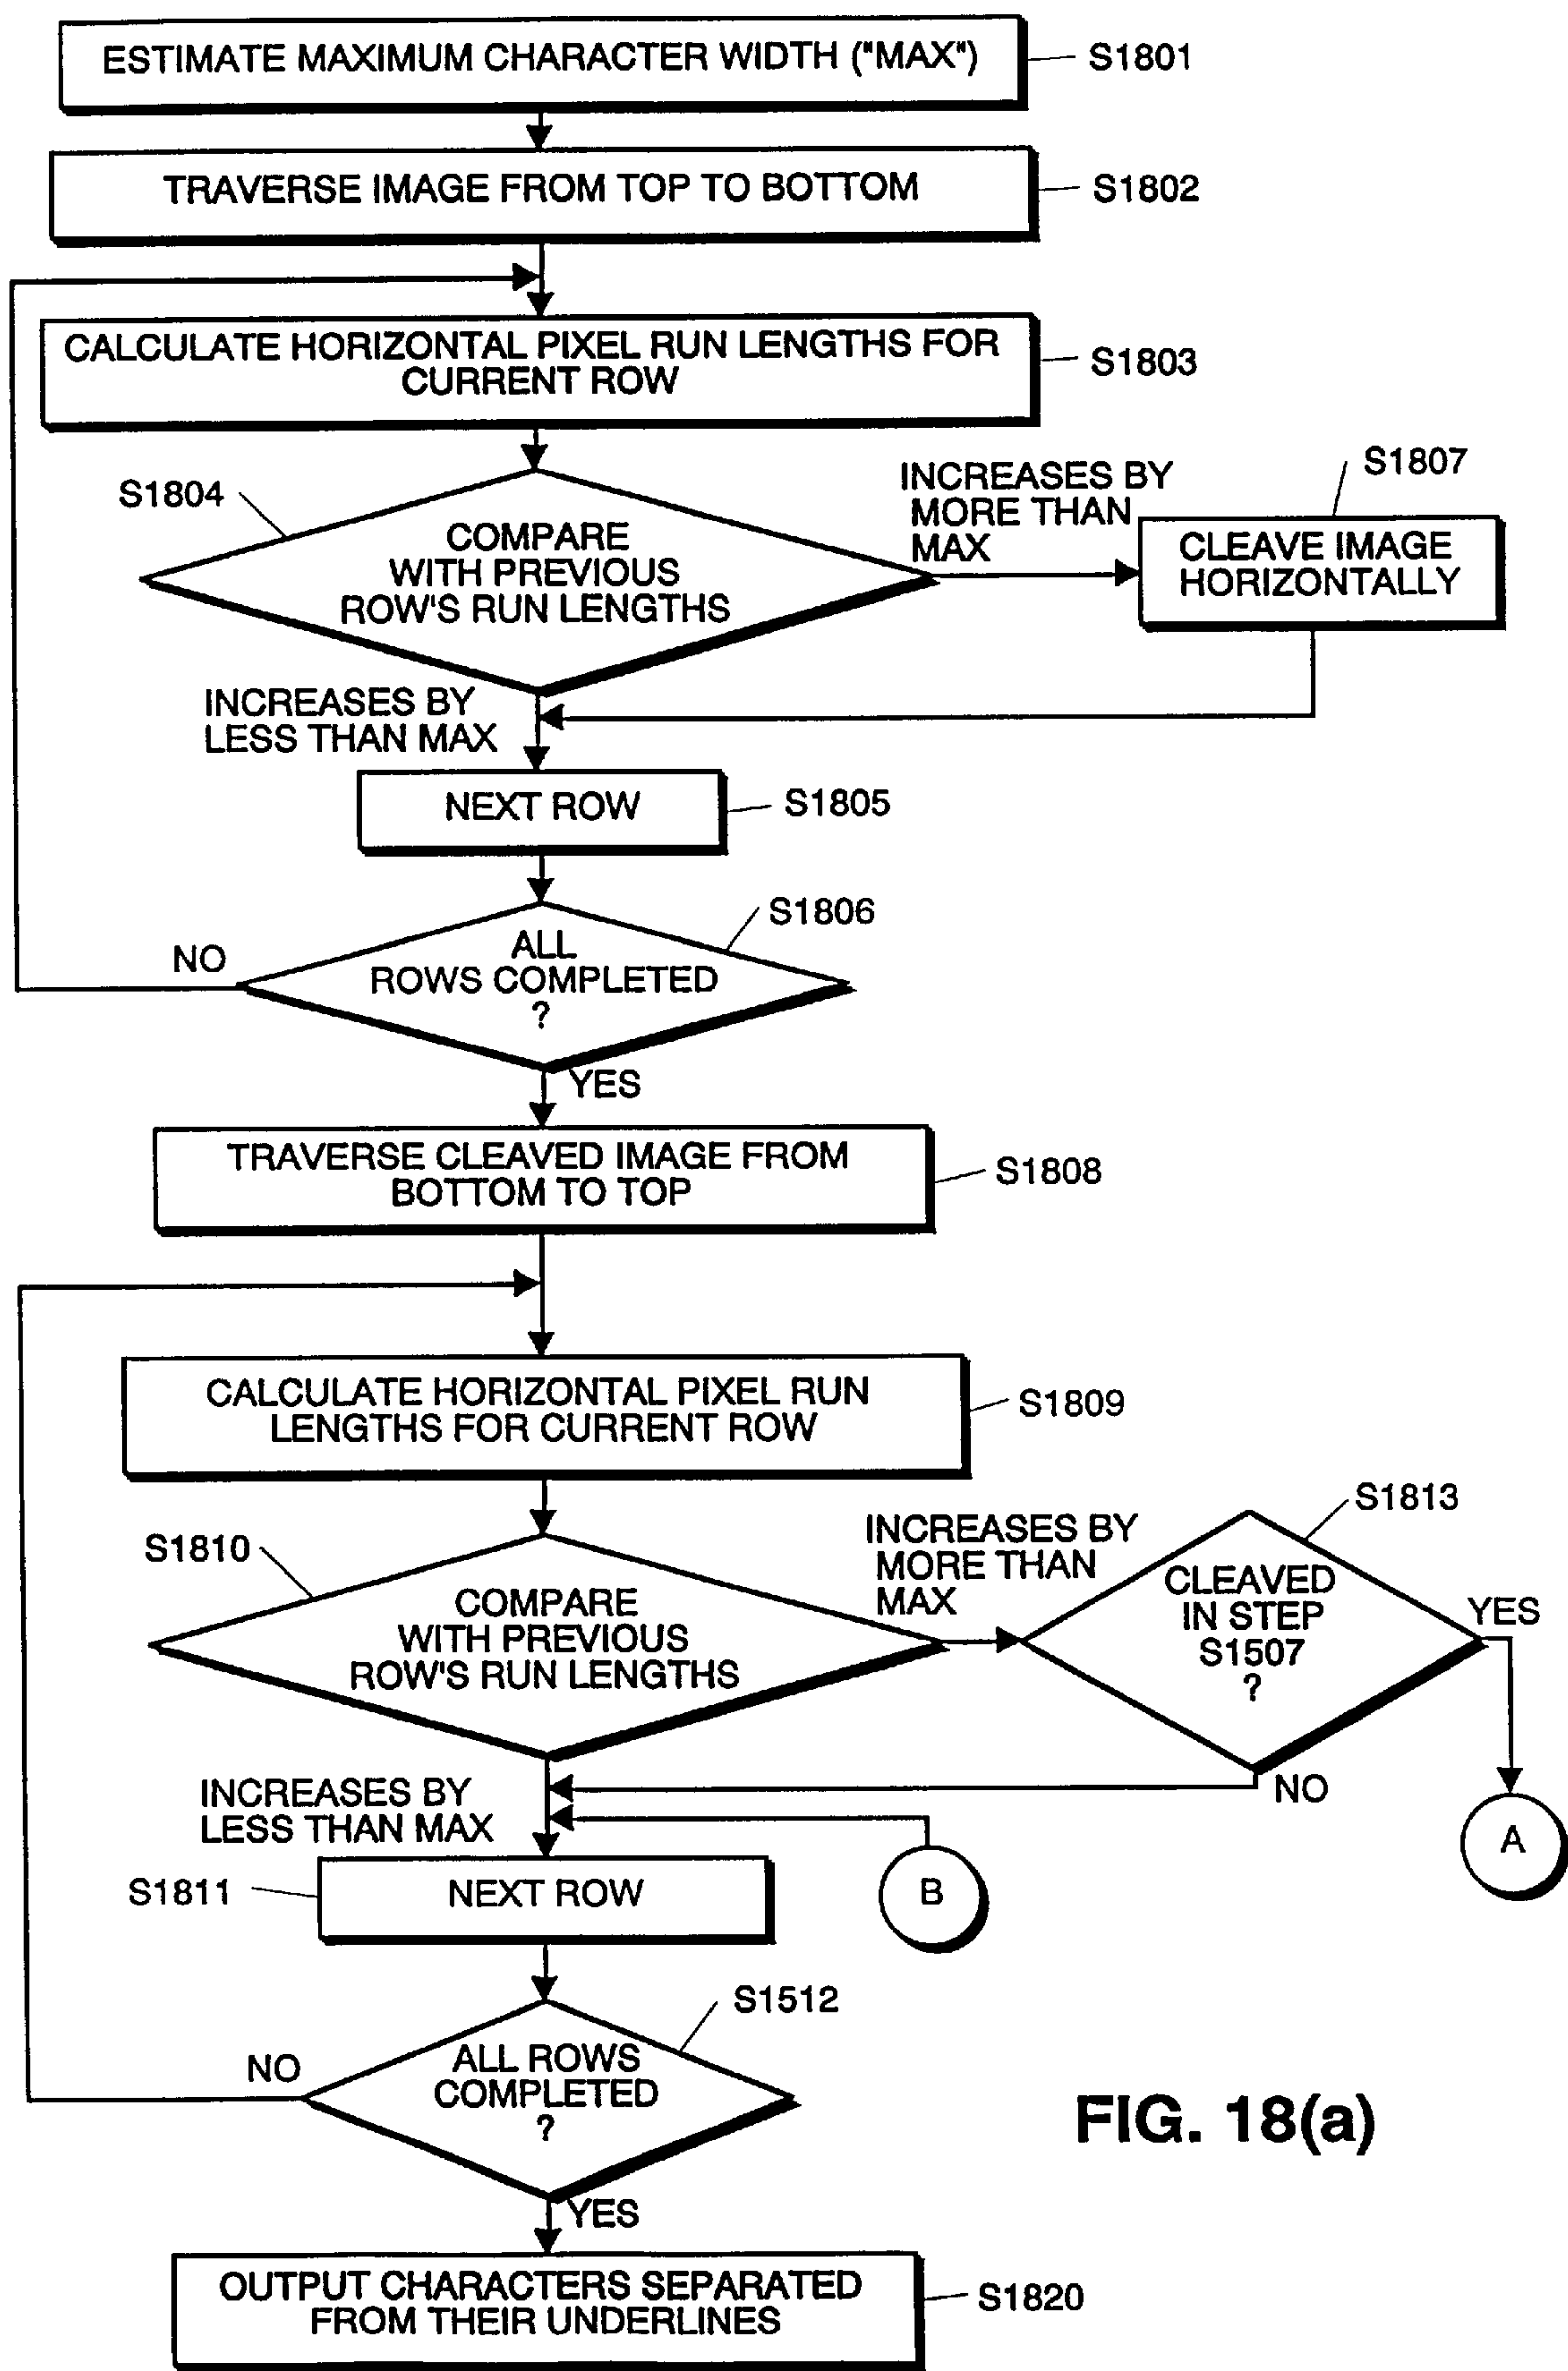 ESTIMATE MAXIMUM CHARACTER WIDTH ("MAX")
S1801
TRAVERSE IMAGE FROM TOP TO BOTTOM
S1802
CALCULATE HORIZONTAL PIXEL RUN LENGTHS FOR
CURRENT ROW
S1803
S1804
COMPARE
WITH PREVIOUS
ROW'S RUN LENGTHS
INCREASES BY
MORE THAN
MAX
S1807
CLEAVE IMAGE
HORIZONTALLY
INCREASES BY
LESS THAN MAX
NEXT ROW
S1805
S1806
ALL
ROWS COMPLETED
?
NO
YES
TRAVERSE CLEAVED IMAGE FROM
BOTTOM TO TOP
S1808
CALCULATE HORIZONTAL PIXEL RUN
LENGTHS FOR CURRENT ROW
S1809
S1810
COMPARE
WITH PREVIOUS
ROW'S RUN LENGTHS
INCREASES BY
MORE THAN
MAX
S1813
CLEAVED
IN STEP
S1507
?
YES
NO
A
INCREASES BY
LESS THAN MAX
B
S1811
NEXT ROW
S1512
ALL ROWS
COMPLETED
?
NO
YES
FIG. 18(a)
OUTPUT CHARACTERS SEPARATED
FROM THEIR UNDERLINES
S1820